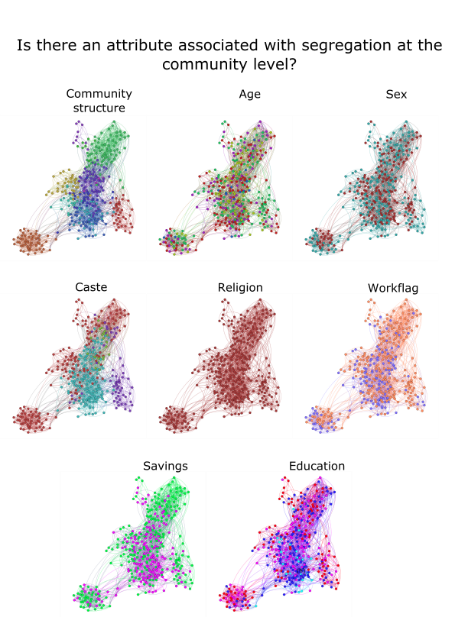 Is there an attribute associated with segregation at the
community level?
Community
structure
Age
Sex
Caste
Religion
Workflag
Savings
Education